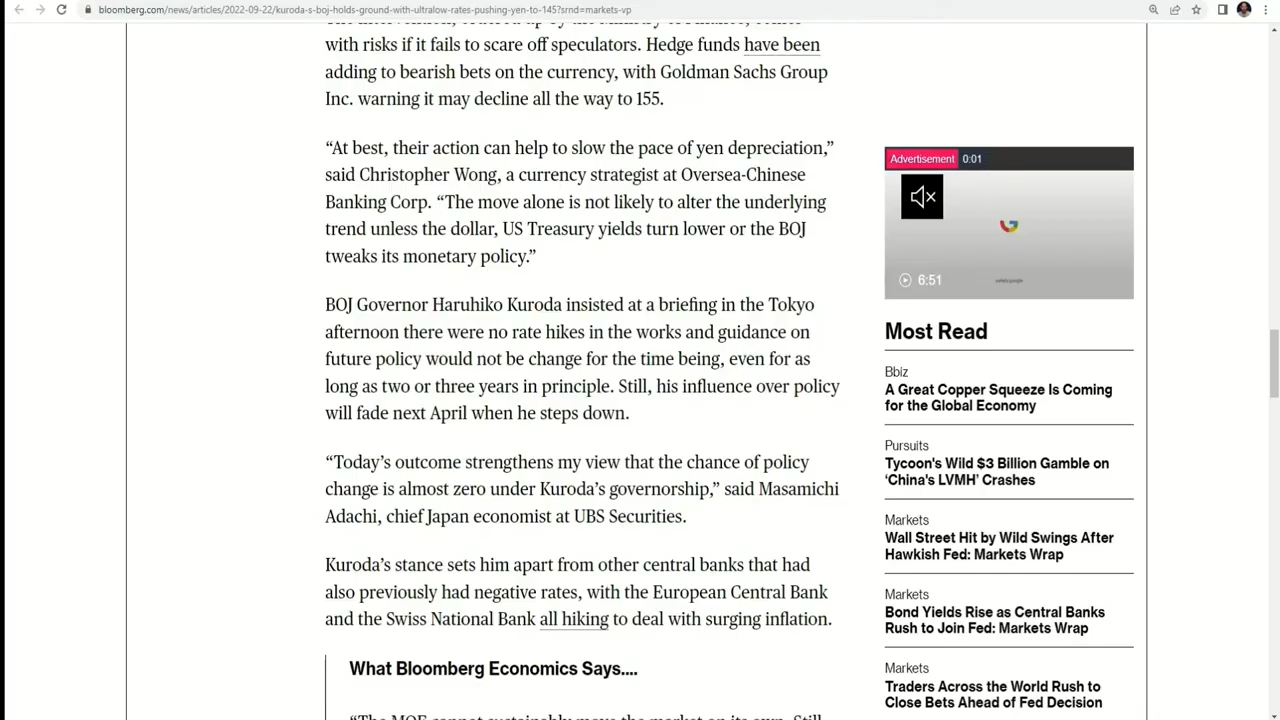 bloomberg.com/news/articles/2022-09-22/kuroda-s-boj-holds-ground-with-ultralow-rates-pushing-yen-to-145?srnd=markets-vp
with risks if it fails to scare off speculators. Hedge funds have been
adding to bearish bets on the currency, with Goldman Sachs Group
Inc. warning it may decline all the way to 155.
“At best, their action can help to slow the pace of yen depreciation,”
said Christopher Wong, a currency strategist at Oversea-Chinese
Banking Corp. “The move alone is not likely to alter the underlying
trend unless the dollar, US Treasury yields turn lower or the BOJ
tweaks its monetary policy.”
BOJ Governor Haruhiko Kuroda insisted at a briefing in the Tokyo
afternoon there were no rate hikes in the works and guidance on
future policy would not be change for the time being, even for as
long as two or three years in principle. Still, his influence over policy
will fade next April when he steps down.
“Today’s outcome strengthens my view that the chance of policy
change is almost zero under Kuroda’s governorship,” said Masamichi
Adachi, chief Japan economist at UBS Securities.
Kuroda’s stance sets him apart from other central banks that had
also previously had negative rates, with the European Central Bank
and the Swiss National Bank all hiking to deal with surging inflation.
What Bloomberg Economics Says....
Advertisement 0:01
6:51
Most Read
Bbiz
A Great Copper Squeeze Is Coming
for the Global Economy
Pursuits
Tycoon's Wild $3 Billion Gamble on
‘China's LVMH’ Crashes
Markets
Wall Street Hit by Wild Swings After
Hawkish Fed: Markets Wrap
Markets
Bond Yields Rise as Central Banks
Rush to Join Fed: Markets Wrap
Markets
Traders Across the World Rush to
Close Bets Ahead of Fed Decision